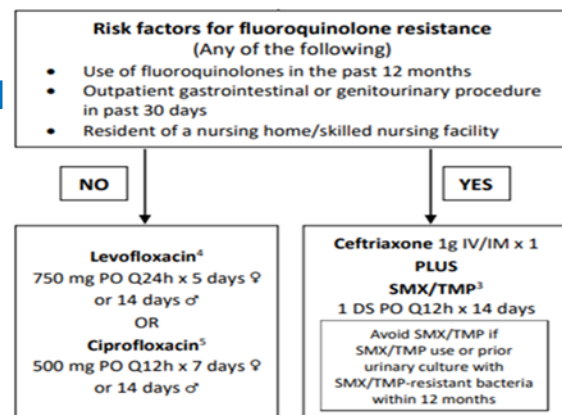 Risk factors for fluoroquinolone resistance
(Any of the following)
• Use of fluoroquinolones in the past 12 months
• Outpatient gastrointestinal or genitourinary procedure
in past 30 days
• Resident of a nursing home/skilled nursing facility
NO
YES
Levofloxacin⁴
750 mg PO Q24h x 5 days ♀
or 14 days ♂
OR
Ciprofloxacin⁵
500 mg PO Q12h x 7 days ♀
or 14 days ♂
Ceftriaxone 1g IV/IM x 1
PLUS
SMX/TMP³
1 DS PO Q12h x 14 days
Avoid SMX/TMP if
SMX/TMP use or prior
urinary culture with
SMX/TMP-resistant bacteria
within 12 months